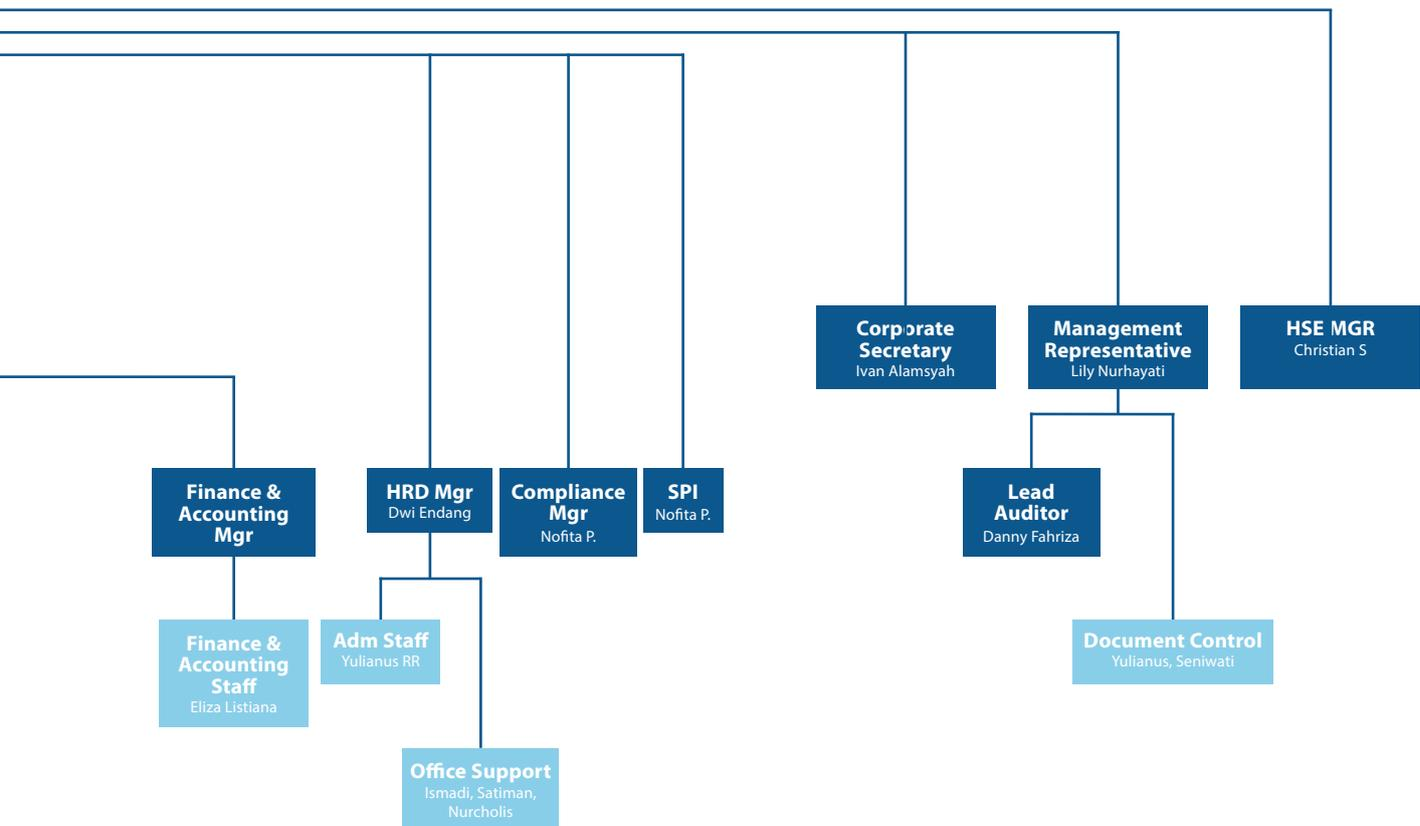 Corporate
Secretary
Ivan Alamsyah
Management
Representative
Lily Nurhayati
HSE MGR
Christian S
Finance &
Accounting
Mgr
HRD Mgr
Dwi Endang
Compliance
Mgr
Nofita P.
SPI
Nofita P.
Lead
Auditor
Danny Fahriza
Finance &
Accounting
Staff
Eliza Listiana
Adm Staff
Yulianus RR
Document Control
Yulianus, Seniwati
Office Support
Ismadi, Satiman,
Nurcholis